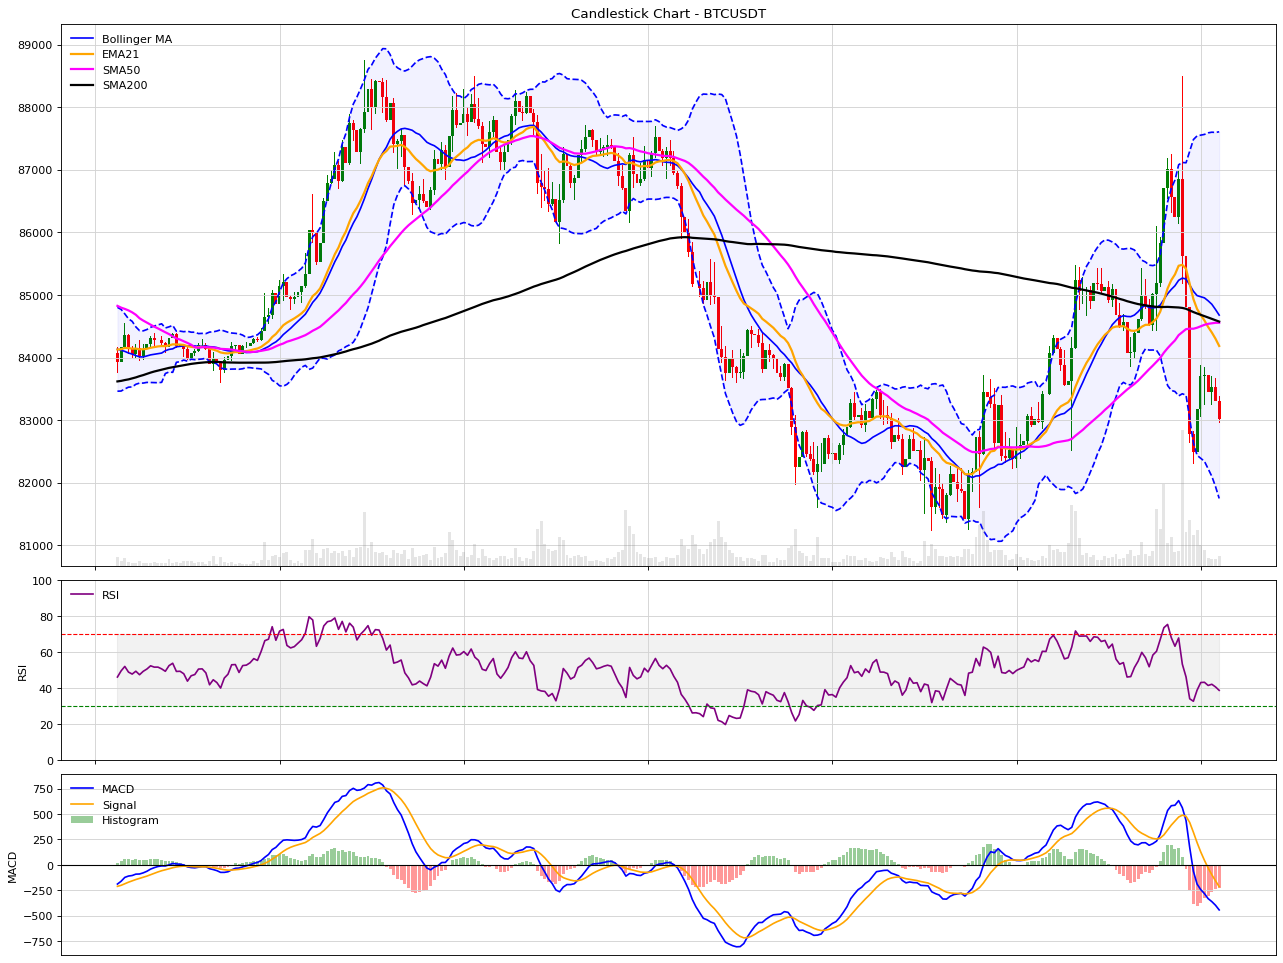 Candlestick Chart - BTCUSDT
Bollinger MA
EMA21
SMA50
SMA200
89000
88000
87000
86000
85000
84000
83000
82000
81000
RSI
100
80
60
40
20
0
RSI
MACD
Signal
Histogram
750
500
250
0
−250
−500
−750
MACD